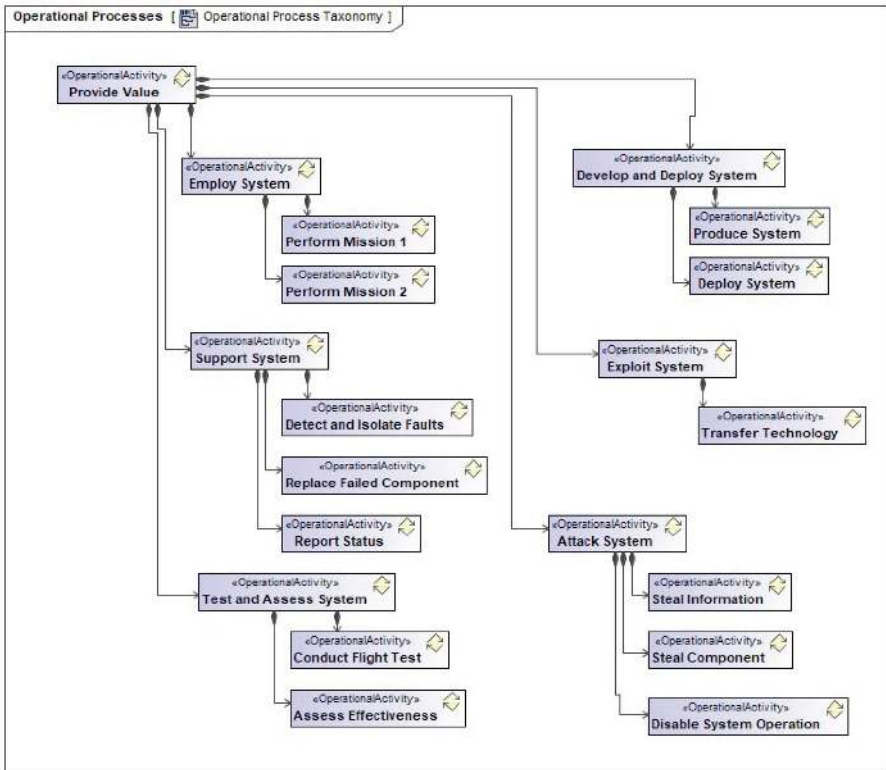 Operational Processes [ Operational Process Taxonomy ]
«OperationalActivity»
Provide Value
«OperationalActivity»
Employ System
«OperationalActivity»
Perform Mission 1
«OperationalActivity»
Perform Mission 2
«OperationalActivity»
Support System
«OperationalActivity»
Detect and Isolate Faults
«OperationalActivity»
Replace Failed Component
«OperationalActivity»
Report Status
«OperationalActivity»
Test and Assess System
«OperationalActivity»
Conduct Flight Test
«OperationalActivity»
Assess Effectiveness
«OperationalActivity»
Develop and Deploy System
«OperationalActivity»
Produce System
«OperationalActivity»
Deploy System
«OperationalActivity»
Exploit System
«OperationalActivity»
Transfer Technology
«OperationalActivity»
Attack System
«OperationalActivity»
Steal Information
«OperationalActivity»
Steal Component
«OperationalActivity»
Disable System Operation